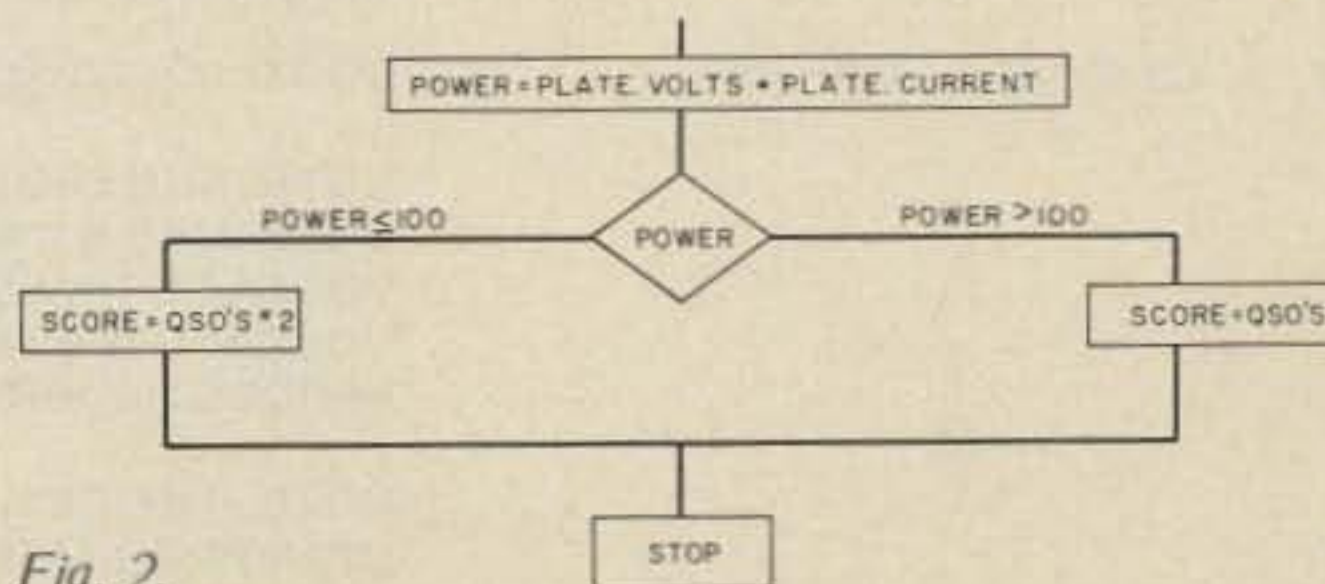 POWER = PLATE VOLTS * PLATE CURRENT
POWER ≤ 100
POWER > 100
POWER
SCORE = QSO'S * 2
SCORE = QSO'S
STOP
Fig. 2